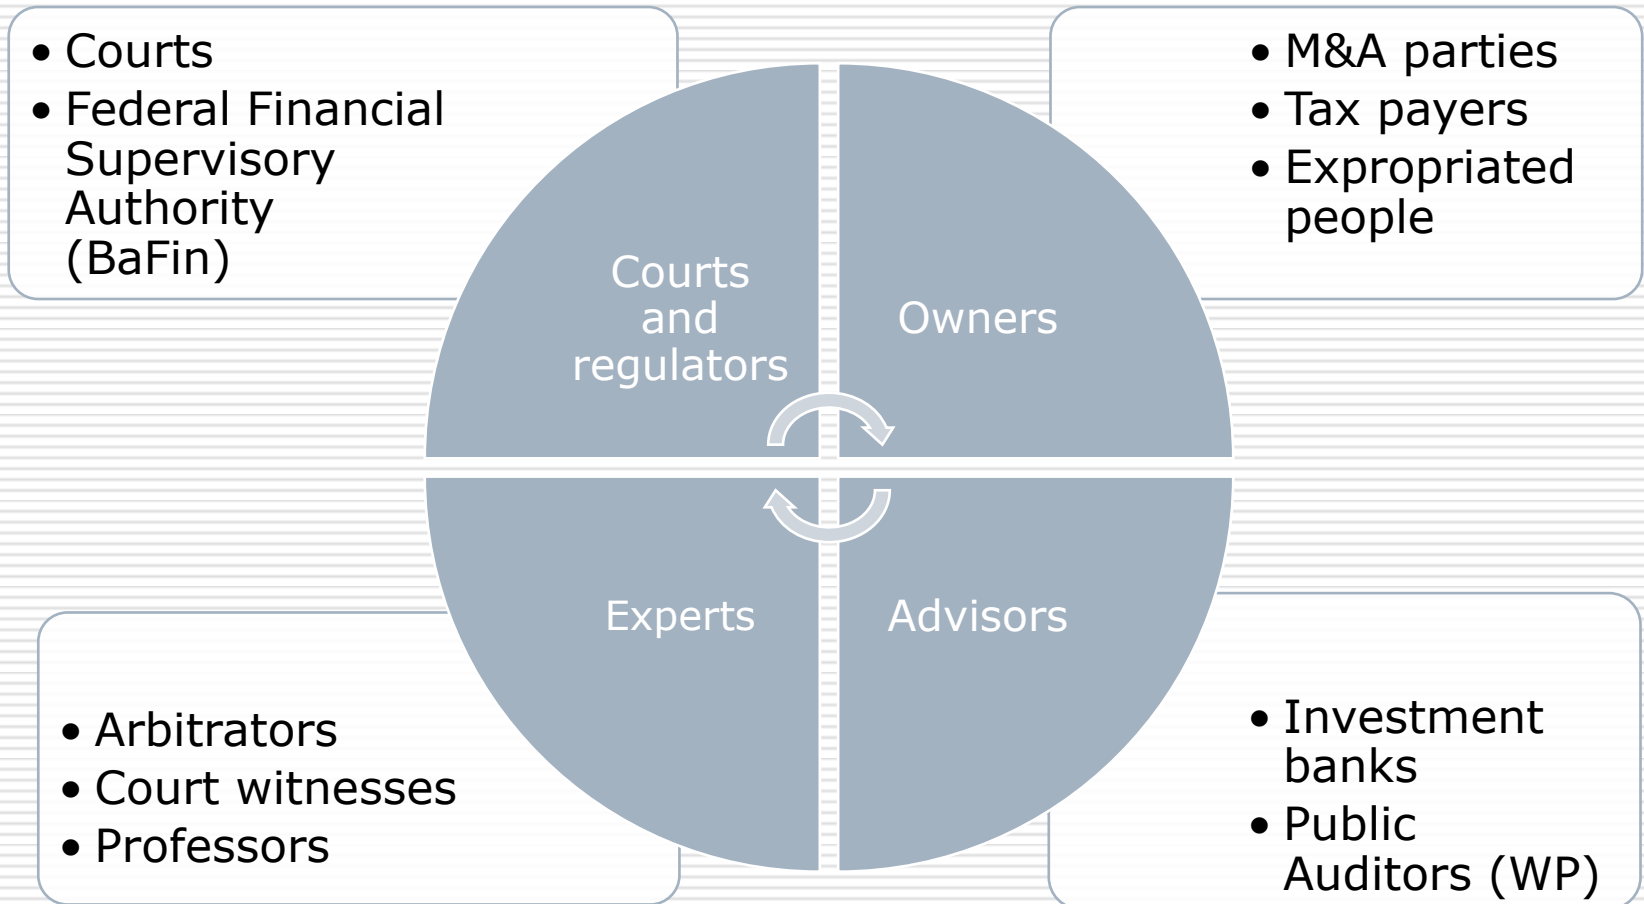 • Courts
• Federal Financial
Supervisory
Authority
(BaFin)
• M&A parties
• Tax payers
• Expropriated
people
Courts
and
regulators
Owners
Experts
Advisors
• Arbitrators
• Court witnesses
• Professors
• Investment
banks
• Public
Auditors (WP)